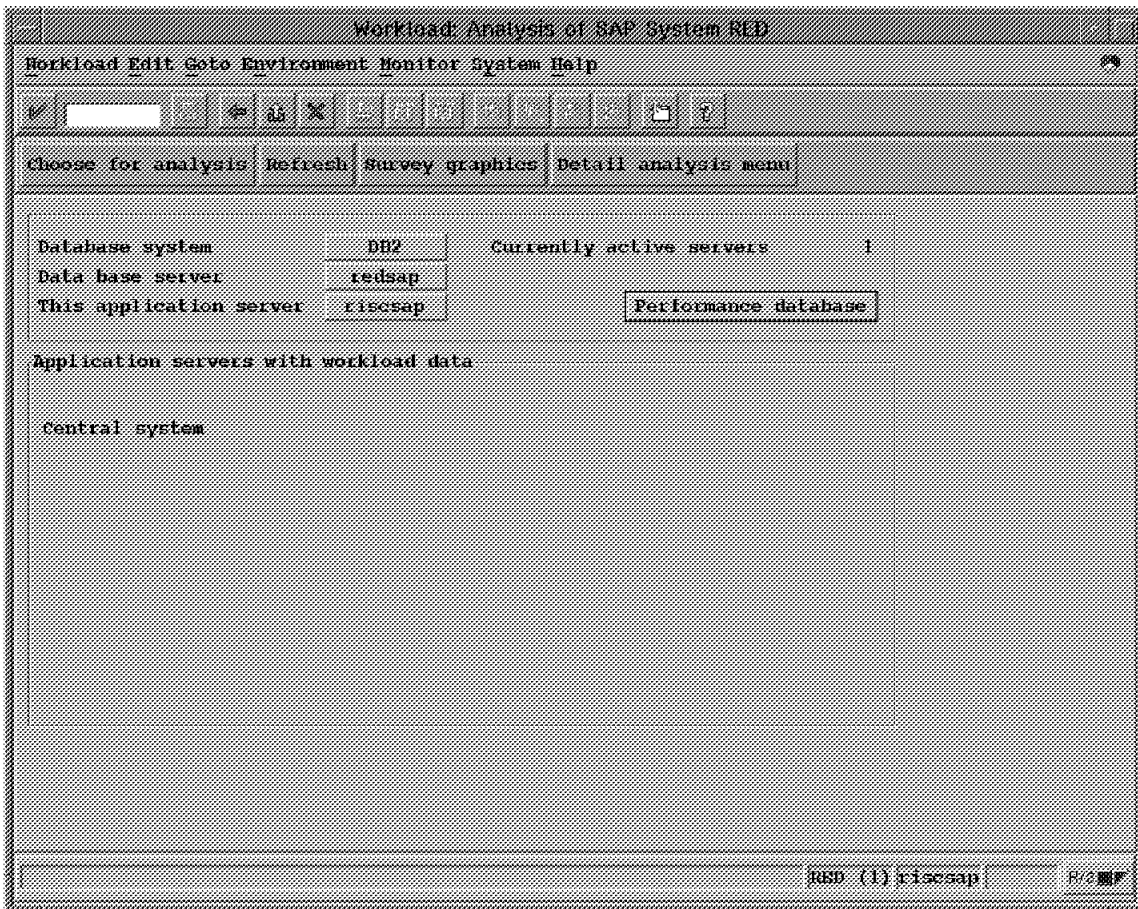 Workload: Analysis of SAP System RED
Workload Edit Goto Environment Monitor System Help
Choose for analysis Refresh Survey graphics Detail analysis menu
Database system DB2 Currently active servers 1
Data base server redsap
This application server riscsap Performance database
Application servers with workload data
Central system
RED (1) riscsap R/3